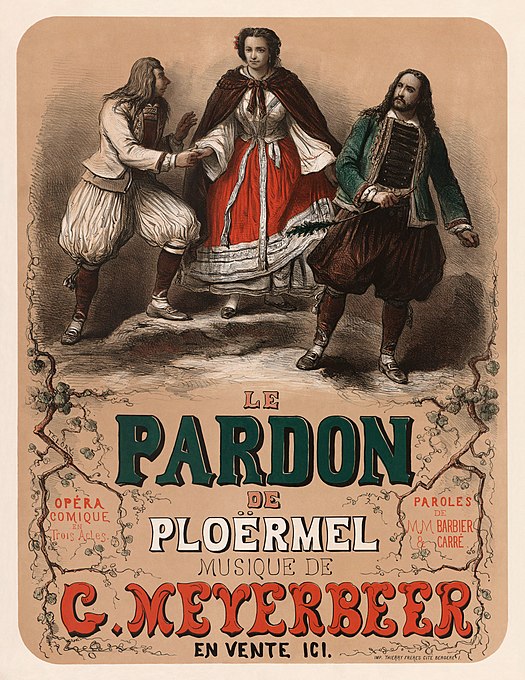 LE
PARDON
DE
PLOËRMEL
OPÉRA
COMIQUE
EN
Trois Actes.
PAROLES
DE
M.M. BARBIER
& CARRÉ
MUSIQUE DE
G. MEYERBEER
EN VENTE ICI.
IMP. THIERRY FRÈRES CITÉ BERGÈRE 1.